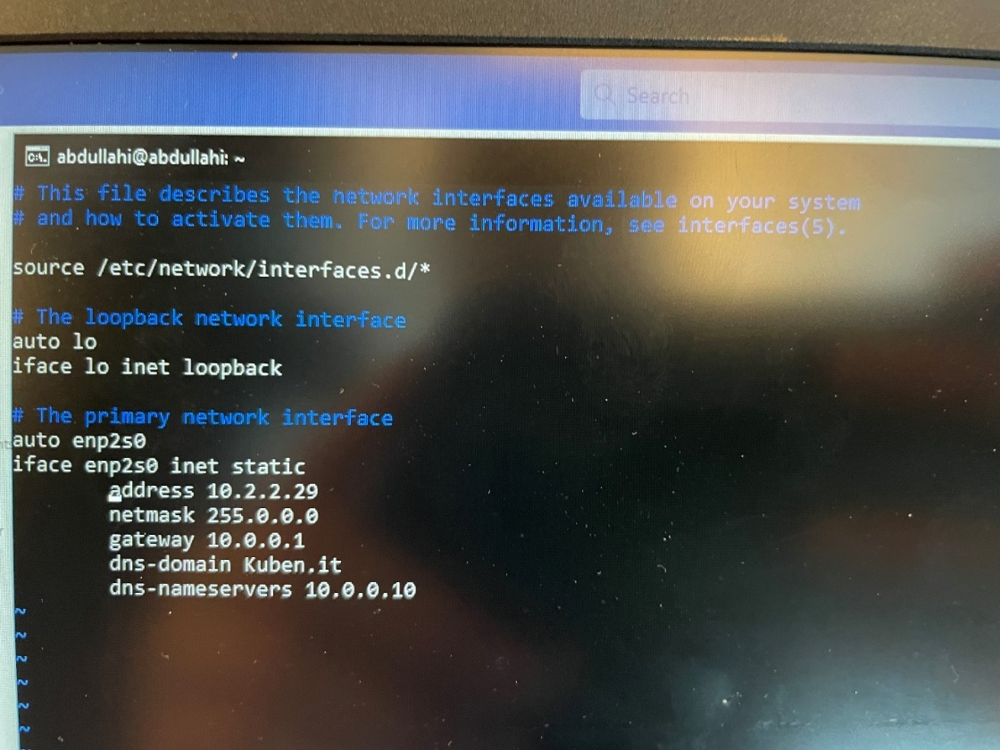 Search
abdullahi@abdullahi: ~
# This file describes the network interfaces available on your system
# and how to activate them. For more information, see interfaces(5).
source /etc/network/interfaces.d/*
# The loopback network interface
auto lo
iface lo inet loopback
# The primary network interface
auto enp2s0
iface enp2s0 inet static
address 10.2.2.29
netmask 255.0.0.0
gateway 10.0.0.1
dns-domain Kuben.it
dns-nameservers 10.0.0.10
~
~
~
~
~
~